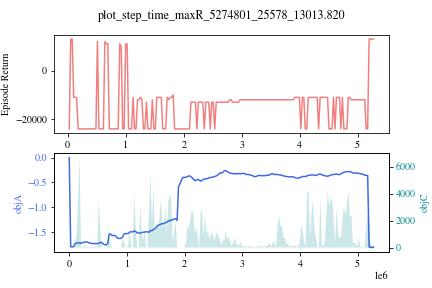 plot_step_time_maxR_5274801_25578_13013.820
Episode Return
0
−20000
0 1 2 3 4 5
objA
0.0
−0.5
−1.0
−1.5
6000
4000
2000
0
objC
0 1 2 3 4 5
1e6